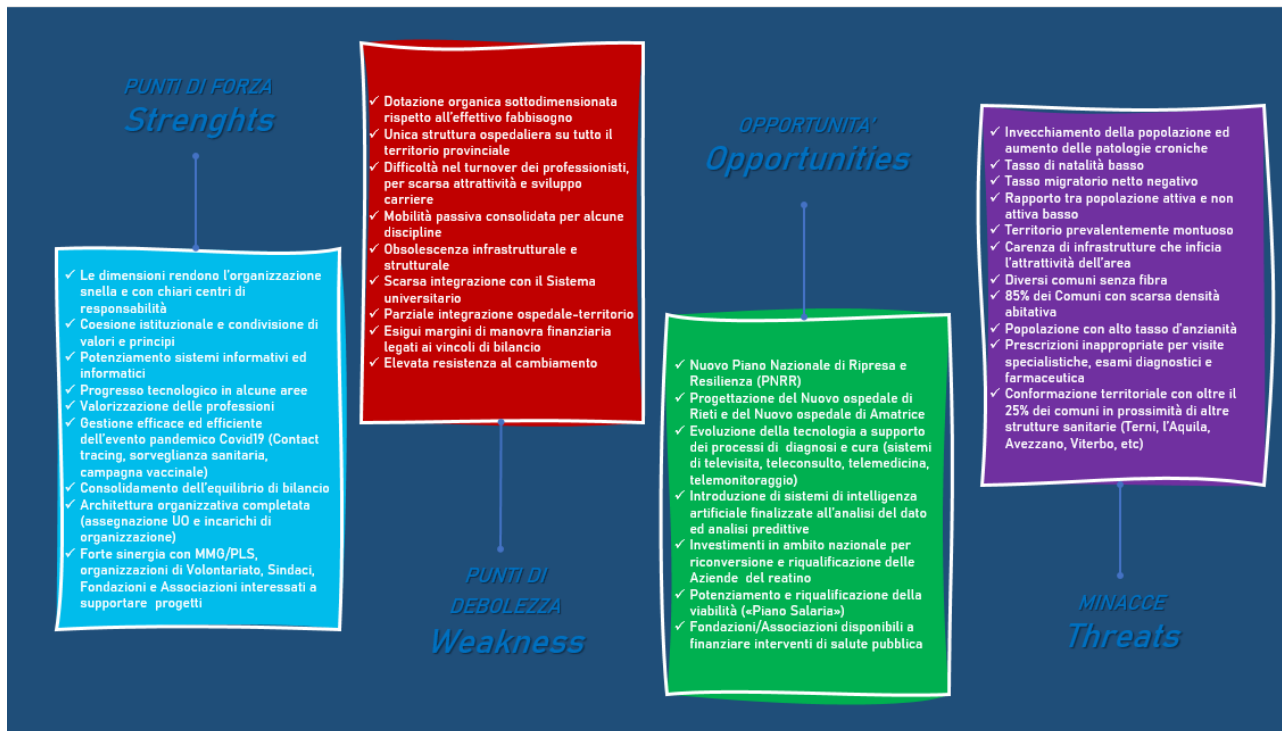 PUNTI DI FORZA
Strenghts
✓ Le dimensioni rendono l'organizzazione
snella e con chiari centri di
responsabilità
✓ Coesione istituzionale e condivisione di
valori e principi
✓ Potenziamento sistemi informativi ed
informatici
✓ Progresso tecnologico in alcune aree
✓ Valorizzazione delle professioni
✓ Gestione efficace ed efficiente
dell'evento pandemico Covid19 (Contact
tracing, sorveglianza sanitaria,
campagna vaccinale)
✓ Consolidamento dell'equilibrio di bilancio
✓ Architettura organizzativa completata
(assegnazione UO e incarichi di
organizzazione)
✓ Forte sinergia con MMG/PLS,
organizzazioni di Volontariato, Sindaci,
Fondazioni e Associazioni interessati a
supportare progetti
✓ Dotazione organica sottodimensionata
rispetto all'effettivo fabbisogno
✓ Unica struttura ospedaliera su tutto il
territorio provinciale
✓ Difficoltà nel turnover dei professionisti,
per scarsa attrattività e sviluppo
carriere
✓ Mobilità passiva consolidata per alcune
discipline
✓ Obsolescenza infrastrutturale e
strutturale
✓ Scarsa integrazione con il Sistema
universitario
✓ Parziale integrazione ospedale-territorio
✓ Esigui margini di manovra finanziaria
legati ai vincoli di bilancio
✓ Elevata resistenza al cambiamento
PUNTI DI
DEBOLEZZA
Weakness
OPPORTUNITA'
Opportunities
✓ Nuovo Piano Nazionale di Ripresa e
Resilienza (PNRR)
✓ Progettazione del Nuovo ospedale di
Rieti e del Nuovo ospedale di Amatrice
✓ Evoluzione della tecnologia a supporto
dei processi di diagnosi e cura (sistemi
di televisita, teleconsulto, telemedicina,
telemonitoraggio)
✓ Introduzione di sistemi di intelligenza
artificiale finalizzate all'analisi del dato
ed analisi predittive
✓ Investimenti in ambito nazionale per
riconversione e riqualificazione delle
Aziende del reatino
✓ Potenziamento e riqualificazione della
viabilità («Piano Salaria»)
✓ Fondazioni/Associazioni disponibili a
finanziare interventi di salute pubblica
✓ Invecchiamento della popolazione ed
aumento delle patologie croniche
✓ Tasso di natalità basso
✓ Tasso migratorio netto negativo
✓ Rapporto tra popolazione attiva e non
attiva basso
✓ Territorio prevalentemente montuoso
✓ Carenza di infrastrutture che inficia
l'attrattività dell'area
✓ Diversi comuni senza fibra
✓ 85% dei Comuni con scarsa densità
abitativa
✓ Popolazione con alto tasso d'anzianità
✓ Prescrizioni inappropriate per visite
specialistiche, esami diagnostici e
farmaceutica
✓ Conformazione territoriale con oltre il
25% dei comuni in prossimità di altre
strutture sanitarie (Terni, l'Aquila,
Avezzano, Viterbo, etc)
MINACCE
Threats